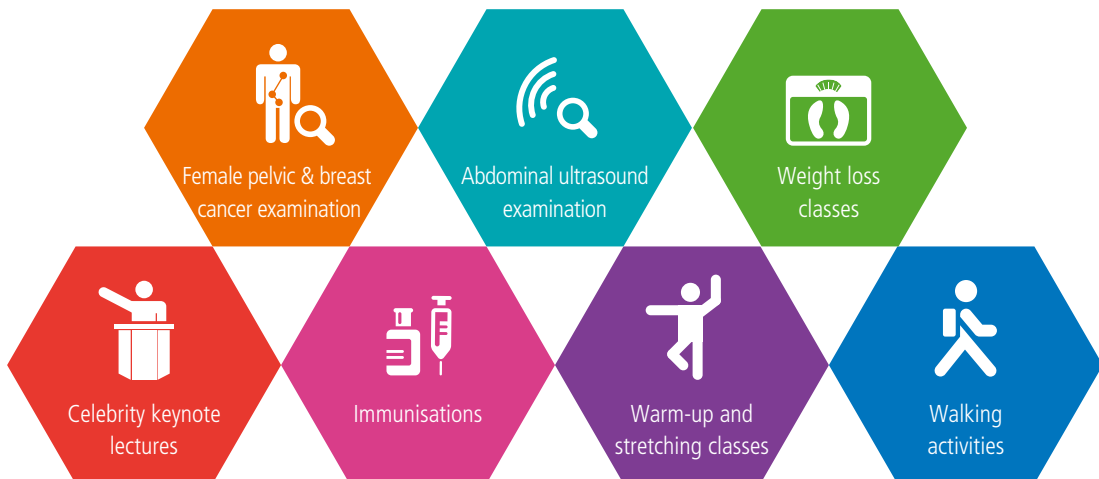 Female pelvic & breast
cancer examination
Abdominal ultrasound
examination
Weight loss
classes
Celebrity keynote
lectures
Immunisations
Warm-up and
stretching classes
Walking
activities